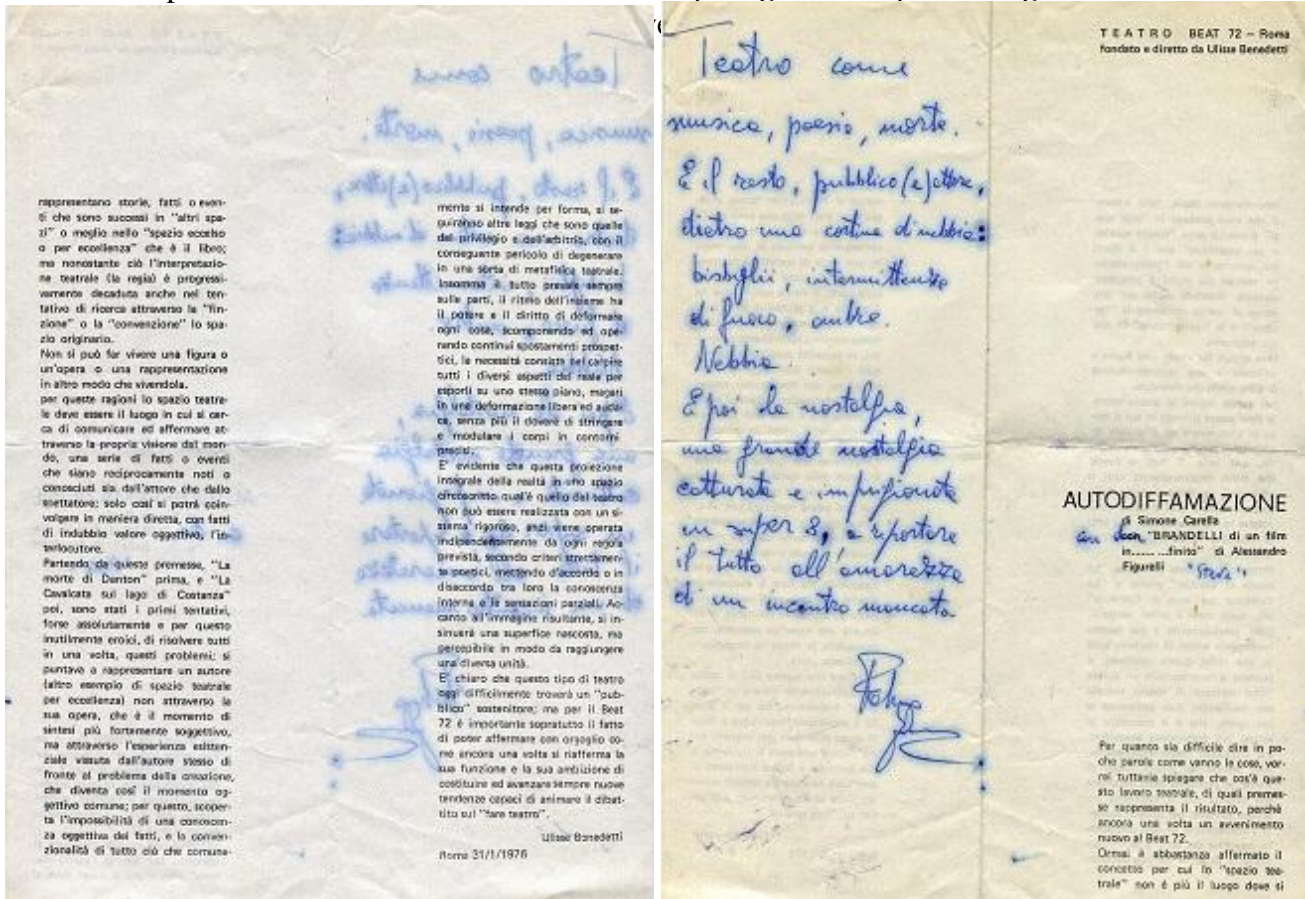 rappresentano storie, fatti o even-
ti che sono successi in "altri spa-
zi" o meglio nello "spazio eccelso
o per eccellenza" che è il libro;
ma nonostante ciò l'interpretazio-
ne teatrale (la regia) è progressi-
vamente decaduta anche nel ten-
tativo di ricerca attraverso la "fin-
zione" o la "convenzione" lo spa-
zio originario.
Non si può far vivere una figura o
un'opera o una rappresentazione
in altro modo che vivendola.
per queste ragioni lo spazio teatra-
le deve essere il luogo in cui si cer-
ca di comunicare ed affermare at-
traverso la propria visione del mon-
do, una serie di fatti o eventi
che siano reciprocamente noti o
conosciuti sia dall'attore che dallo
spettatore; solo così si potrà coin-
volgere in maniera diretta, con fatti
di indubbio valore oggettivo, l'in-
terlocutore.
Partendo da queste premesse, "La
morte di Danton" prima, e "La
Cavalcata sul lago di Costanza"
poi, sono stati i primi tentativi,
forse assolutamente e per questo
inutilmente eroici, di risolvere tutti
in una volta, questi problemi; si
puntava a rappresentare un autore
(altro esempio di spazio teatrale
per eccellenza) non attraverso la
sua opera, che è il momento di
sintesi più fortemente soggettivo,
ma attraverso l'esperienza esisten-
ziale vissuta dall'autore stesso di
fronte al problema della creazione,
che diventa così il momento og-
gettivo comune; per questo, scoper-
ta l'impossibilità di una conoscen-
za oggettiva dei fatti, e la conven-
zionalità di tutto ciò che comune-
mente si intende per forma, si se-
guiranno altre leggi che sono quelle
del privilegio e dell'arbitrio, con il
conseguente pericolo di degenerare
in una sorta di metafisica teatrale.
Insomma il tutto prevale sempre
sulle parti, il ritmo dell'insieme ha
il potere e il diritto di deformare
ogni cosa, scomponendo ed ope-
rando continui spostamenti prospet-
tici, la necessità consiste nel carpire
tutti i diversi aspetti del reale per
esporli su uno stesso piano, magari
in una deformazione libera ed auda-
ce, senza più il dovere di stringere
e modulare i corpi in contorni
precisi.
E' evidente che questa proiezione
integrale della realtà in uno spazio
circoscritto qual'è quello del teatro
non può essere realizzata con un si-
stema rigoroso, anzi viene operata
indipendentemente da ogni regola
prevista, secondo criteri strettamen-
te poetici, mettendo d'accordo o in
disaccordo tra loro la conoscenza
interna e le sensazioni parziali. Ac-
canto all'immagine risultante, si in-
sinuerà una superfice nascosta, ma
percepibile in modo da raggiungere
una diversa unità.
E' chiaro che questo tipo di teatro
oggi difficilmente troverà un "pub-
blico" sostenitore; ma per il Beat
72 è importante sopratutto il fatto
di poter affermare con orgoglio co-
me ancora una volta si riafferma la
sua funzione e la sua ambizione di
costituire ed avanzare sempre nuove
tendenze capaci di animare il dibat-
tito sul "fare teatro".
Ulisse Benedetti
Roma 31/1/1976
Teatro come
musica, poesia, morte.
E il resto, pubblico (e) attore,
dietro una cortina di nebbia:
bisbiglii, intermittenze
di fuoco, ombre.
Nebbia.
E poi la nostalgia,
una grande nostalgia
catturata e imprigionata
in super 8, a riportare
il tutto all'amarezza
di un incontro mancato
TEATRO BEAT 72 – Roma
fondato e diretto da Ulisse Benedetti
AUTODIFFAMAZIONE
di Simone Carella
con "BRANDELLI di un film
in.........finito" di Alessandro
Figurelli
Per quanto sia difficile dire in po-
che parole come vanno le cose, vor-
rei tuttavia spiegare che cos'è que-
sto lavoro teatrale, di quali premes-
se rappresenta il risultato, perchè
ancora una volta un avvenimento
nuovo al Beat 72.
Ormai è abbastanza affermato il
concetto per cui lo "spazio tea-
trale" non è più il luogo dove si